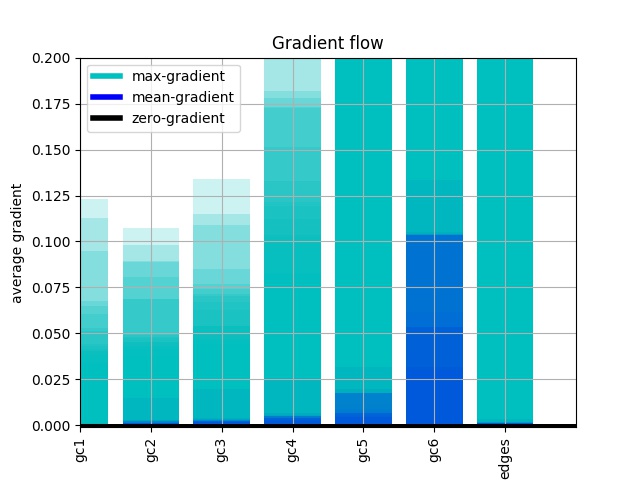 Gradient flow
max-gradient
mean-gradient
zero-gradient
average gradient
0.200
0.175
0.150
0.125
0.100
0.075
0.050
0.025
0.000
gc1
gc2
gc3
gc4
gc5
gc6
edges